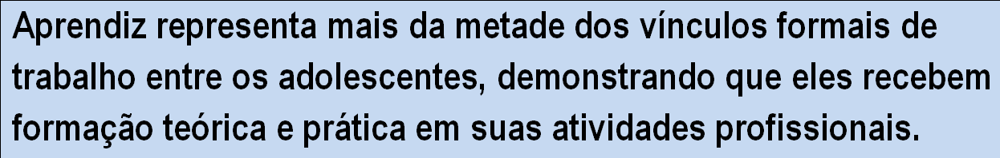 Aprendiz representa mais da metade dos vínculos formais de
trabalho entre os adolescentes, demonstrando que eles recebem
formação teórica e prática em suas atividades profissionais.